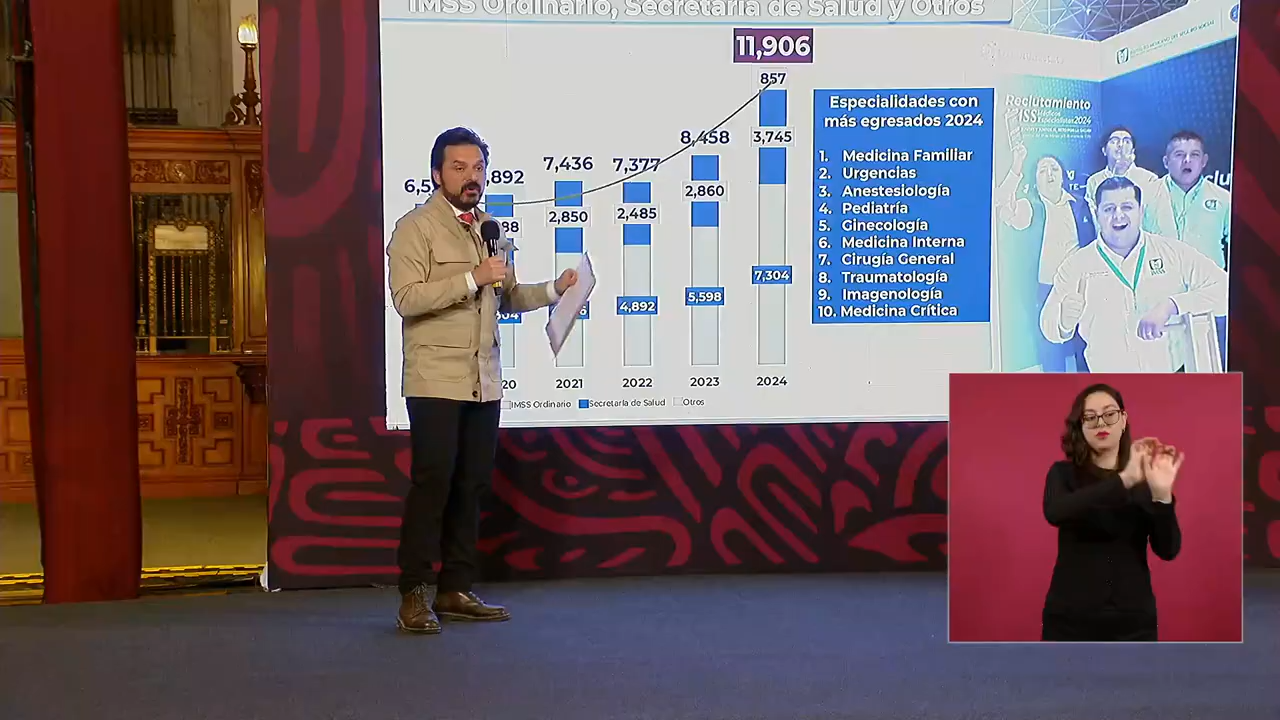 IMSS Ordinario, Secretaría de Salud y Otros
11,906
857
8,458
3,745
7,436
7,377
892
2,860
2,850
2,485
7,304
5,598
4,892
2021
2022
2023
2024
IMSS Ordinario
Secretaría de Salud
Otros
Especialidades con
más egresados 2024
1. Medicina Familiar
2. Urgencias
3. Anestesiología
4. Pediatría
5. Ginecología
6. Medicina Interna
7. Cirugía General
8. Traumatología
9. Imagenología
10. Medicina Crítica
Reclutamiento
Médicos
Especialistas 2024